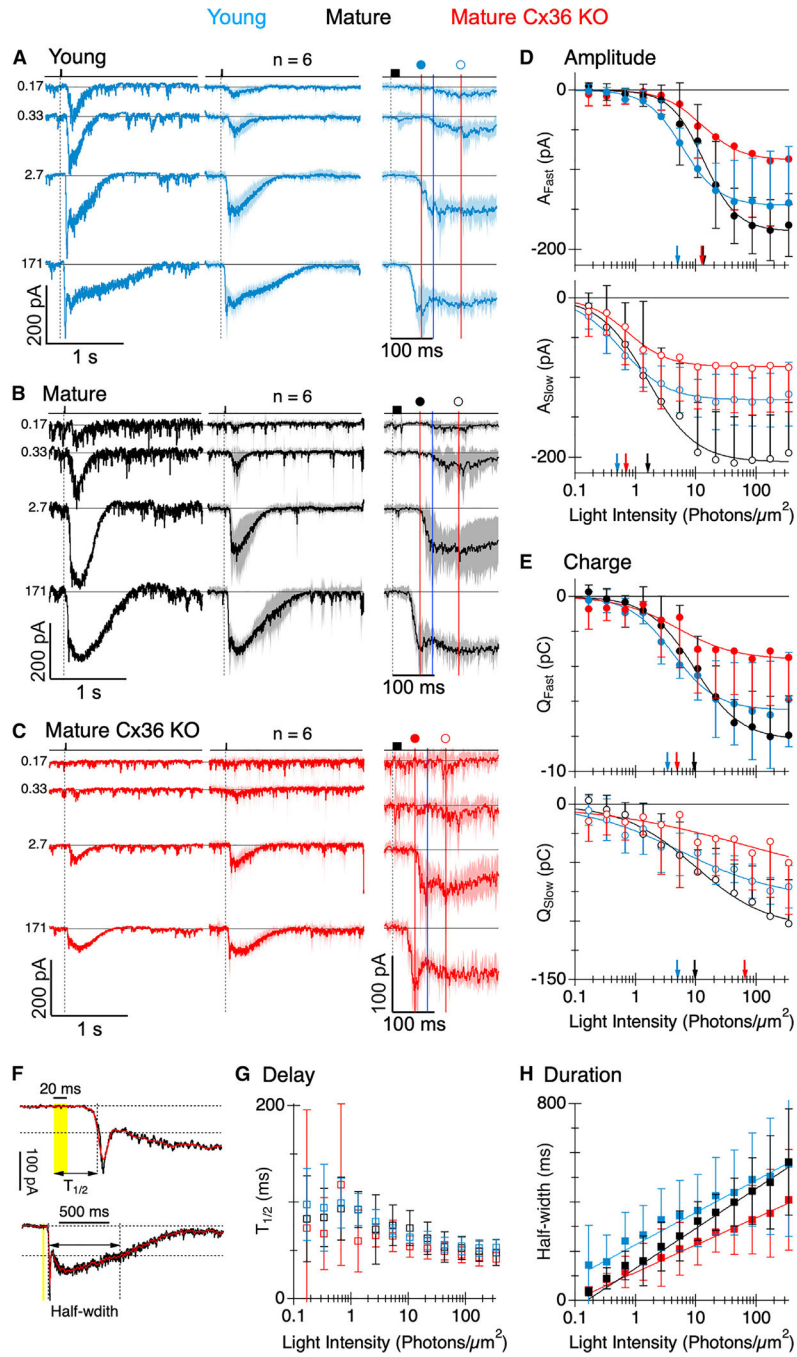 Young Mature Mature Cx36 KO
A Young n = 6
0.17
0.33
2.7
171
200 pA
1 s
100 ms
B Mature n = 6
0.17
0.33
2.7
171
200 pA
1 s
100 ms
C Mature Cx36 KO n = 6
0.17
0.33
2.7
171
200 pA
1 s
100 pA
100 ms
D Amplitude
0
-200
AFast (pA)
0
-200
ASlow (pA)
0.1 1 10 100
Light Intensity (Photons/µm²)
E Charge
0
-10
QFast (pC)
0
-150
QSlow (pC)
0.1 1 10 100
Light Intensity (Photons/µm²)
F
20 ms
100 pA
T1/2
500 ms
Half-wdith
G Delay
200
100
0
T1/2 (ms)
0.1 1 10 100
Light Intensity (Photons/µm²)
H Duration
800
400
0
Half-width (ms)
0.1 1 10 100
Light Intensity (Photons/µm²)